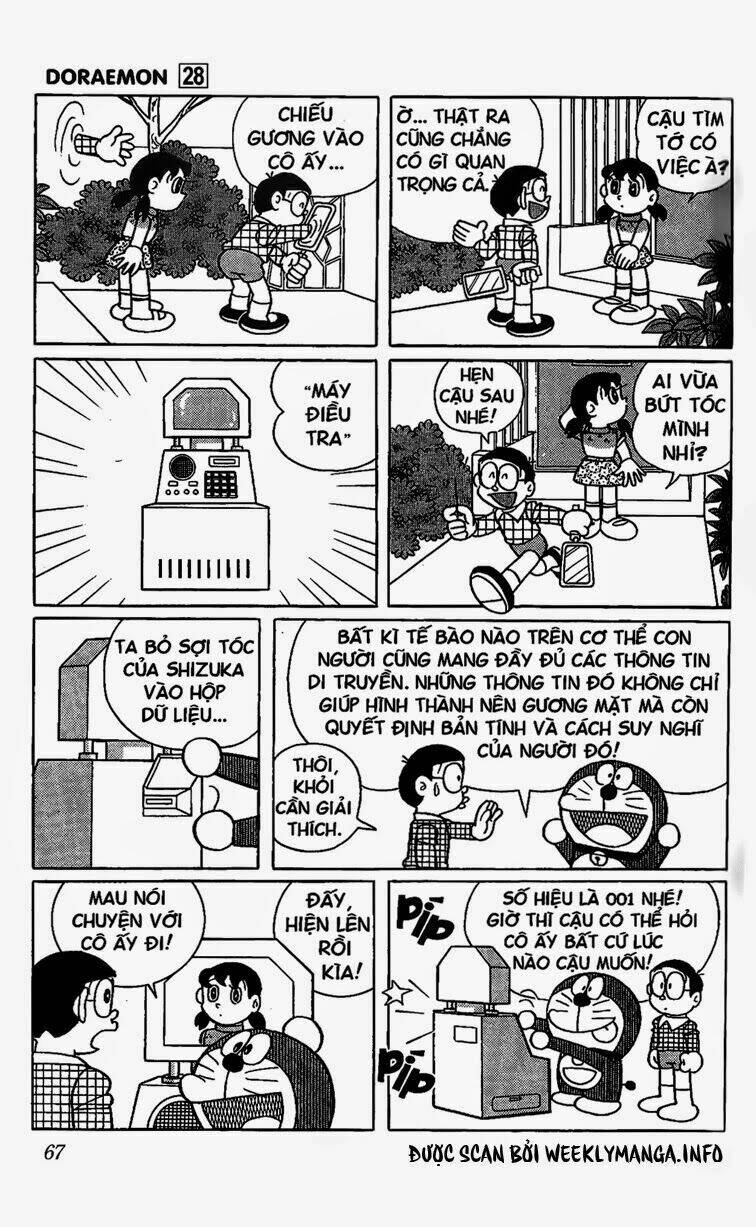 DORAEMON 28
CHIẾU
GƯƠNG VÀO
CÔ ẤY...
Ờ... THẬT RA
CŨNG CHẲNG
CÓ GÌ QUAN
TRỌNG CẢ.
CẬU TÌM
TỚ CÓ
VIỆC À?
"MÁY
ĐIỀU
TRA"
HẸN
CẬU SAU
NHÉ!
AI VỪA
BỨT TÓC
MÌNH
NHỈ?
TA BỎ SỢI TÓC
CỦA SHIZUKA
VÀO HỘP
DỮ LIỆU...
BẤT KÌ TẾ BÀO NÀO TRÊN CƠ THỂ CON
NGƯỜI CŨNG MANG ĐẦY ĐỦ CÁC THÔNG TIN
DI TRUYỀN. NHỮNG THÔNG TIN ĐÓ KHÔNG CHỈ
GIÚP HÌNH THÀNH NÊN GƯƠNG MẶT MÀ CÒN
QUYẾT ĐỊNH BẢN TÍNH VÀ CÁCH SUY NGHĨ
CỦA NGƯỜI ĐÓ!
THÔI,
KHỎI
CẦN GIẢI
THÍCH.
MAU NÓI
CHUYỆN VỚI
CÔ ẤY ĐI!
ĐẤY,
HIỆN LÊN
RỒI
KÌA!
PÍP
PÍP
SỐ HIỆU LÀ 001 NHÉ!
GIỜ THÌ CẬU CÓ THỂ HỎI
CÔ ẤY BẤT CỨ LÚC
NÀO CẬU MUỐN!
PÍP
PÍP
67
ĐƯỢC SCAN BỞI WEEKLYMANGA.INFO